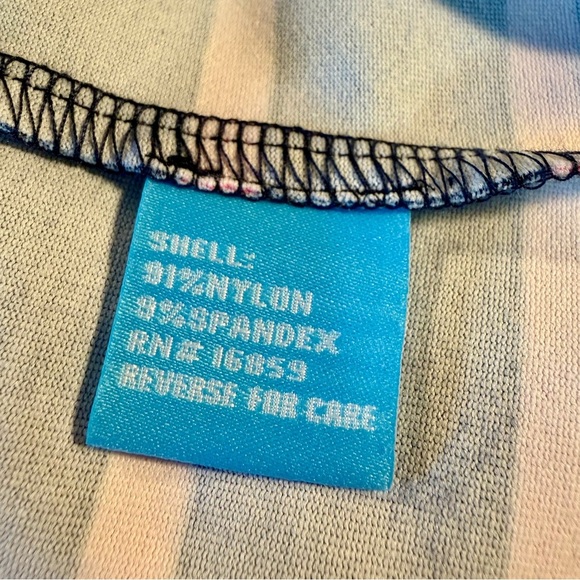 SHELL:
91%NYLON
9%SPANDEX
RN# 16859
REVERSE FOR CARE